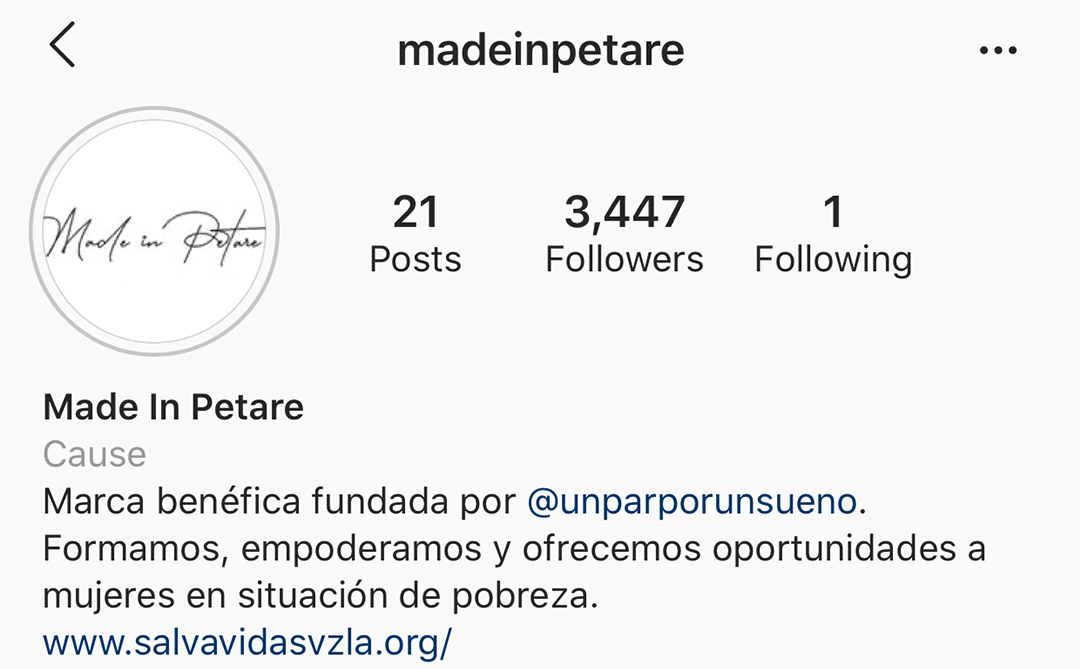 madeinpetare
Made in Petare
21 3,447 1
Posts Followers Following
Made In Petare
Cause
Marca benéfica fundada por @unparporunsueno.
Formamos, empoderamos y ofrecemos oportunidades a
mujeres en situación de pobreza.
www.salvavidasvzla.org/